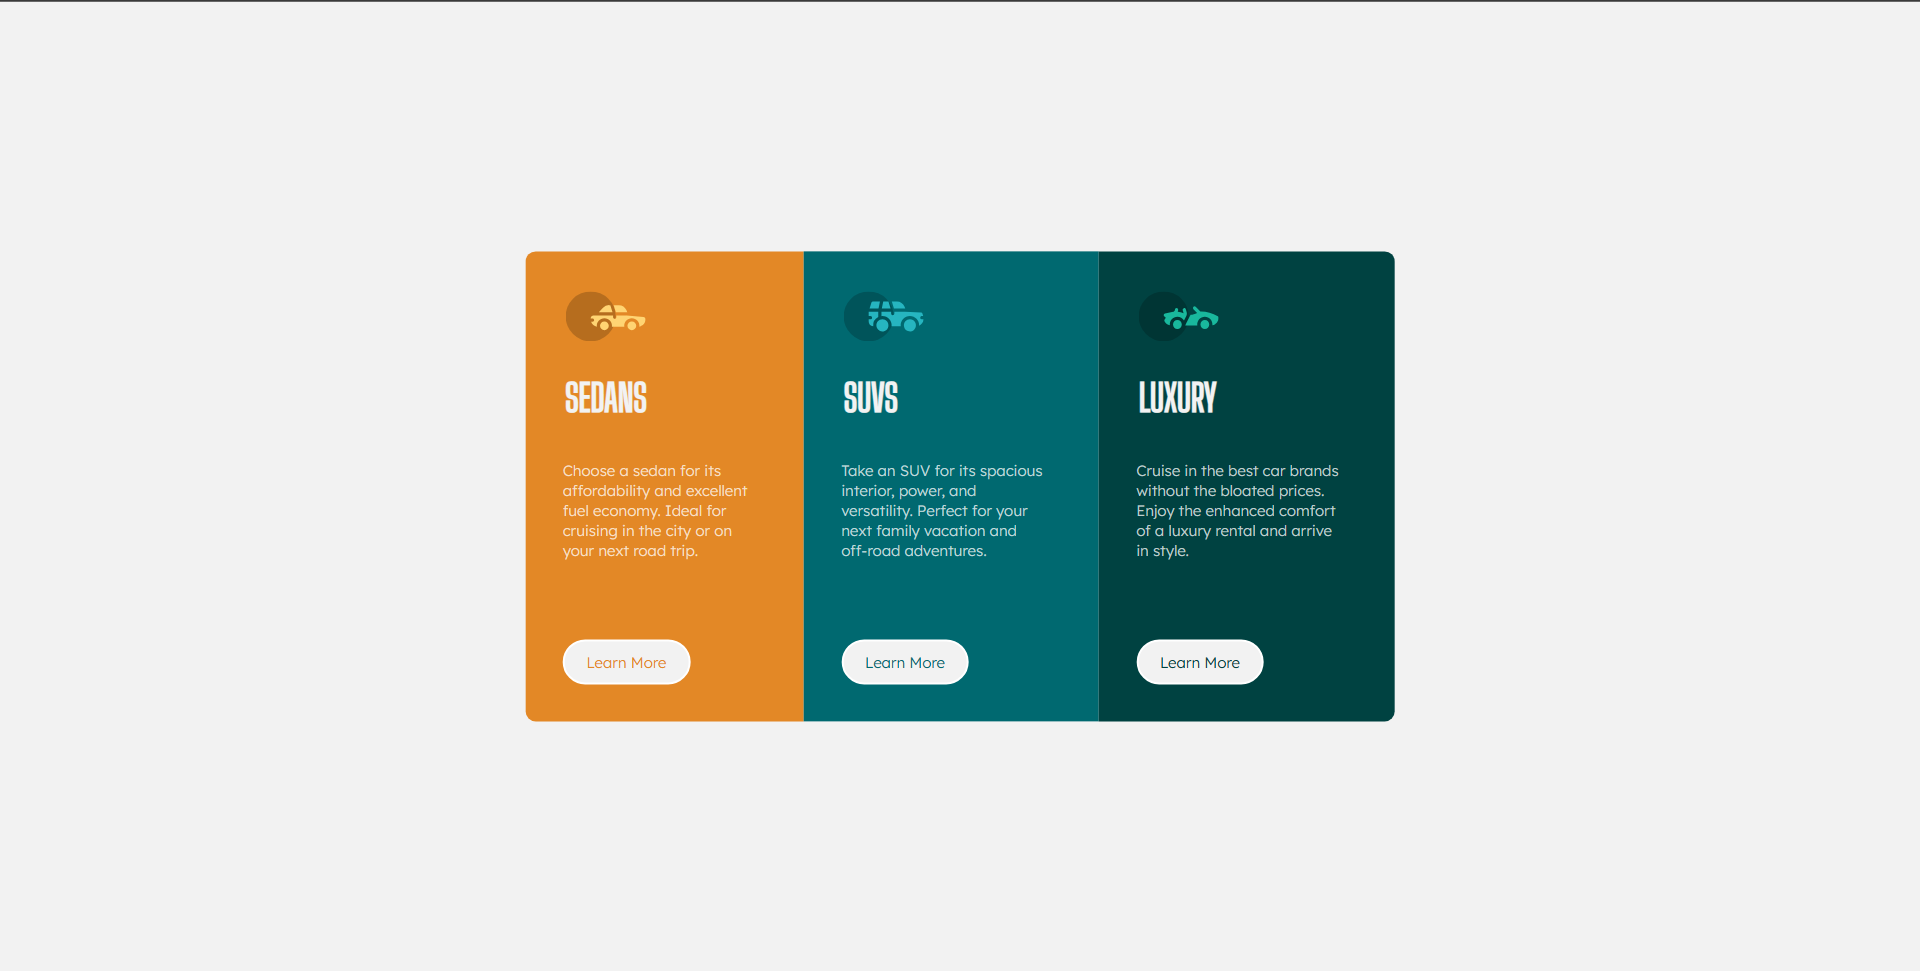 SEDANS
Choose a sedan for its
affordability and excellent
fuel economy. Ideal for
cruising in the city or on
your next road trip.
Learn More
SUVS
Take an SUV for its spacious
interior, power, and
versatility. Perfect for your
next family vacation and
off-road adventures.
Learn More
LUXURY
Cruise in the best car brands
without the bloated prices.
Enjoy the enhanced comfort
of a luxury rental and arrive
in style.
Learn More